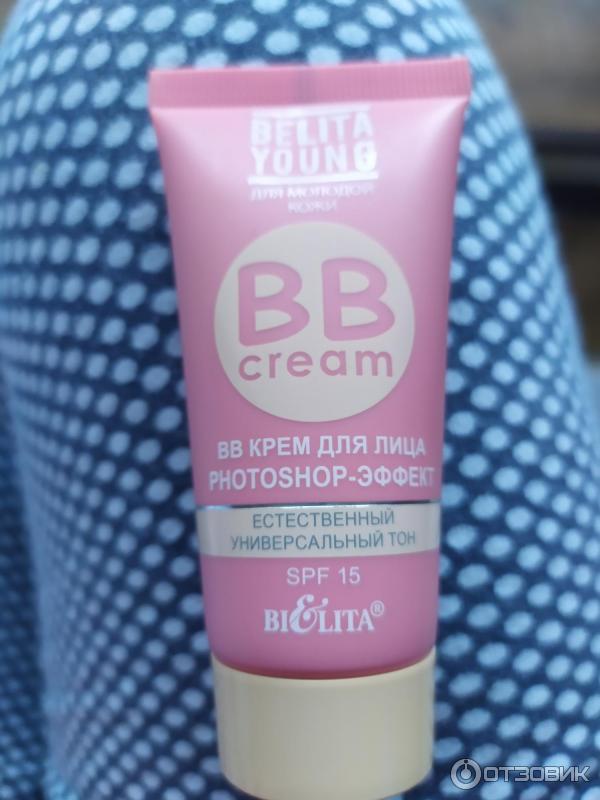 BELITA
YOUNG
ДЛЯ МОЛОДОЙ
КОЖИ
BB
cream
BB КРЕМ ДЛЯ ЛИЦА
PHOTOSHOP-ЭФФЕКТ
ЕСТЕСТВЕННЫЙ
УНИВЕРСАЛЬНЫЙ ТОН
SPF 15
BI&LITA®
ОТЗОВИК